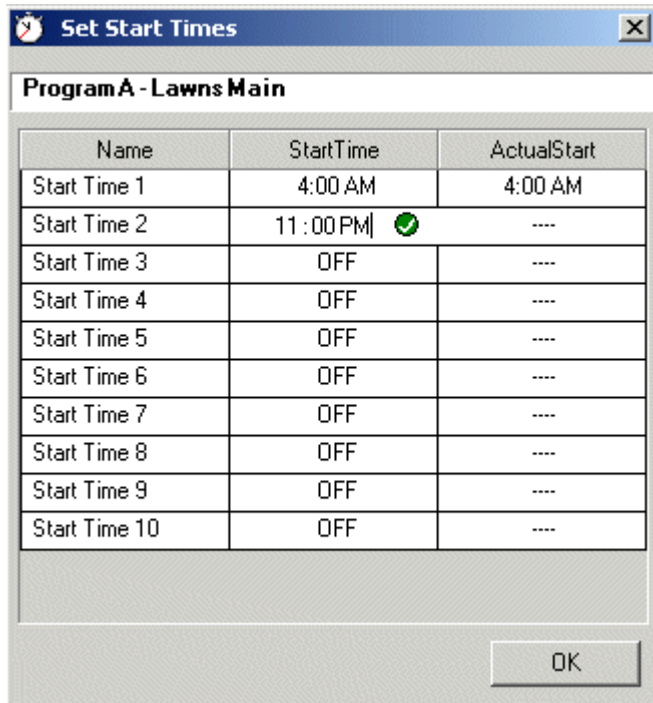 Set Start Times
Program A - Lawns Main
Name StartTime ActualStart
Start Time 1 4:00 AM 4:00 AM
Start Time 2 11:00 PM ----
Start Time 3 OFF ----
Start Time 4 OFF ----
Start Time 5 OFF ----
Start Time 6 OFF ----
Start Time 7 OFF ----
Start Time 8 OFF ----
Start Time 9 OFF ----
Start Time 10 OFF ----
OK